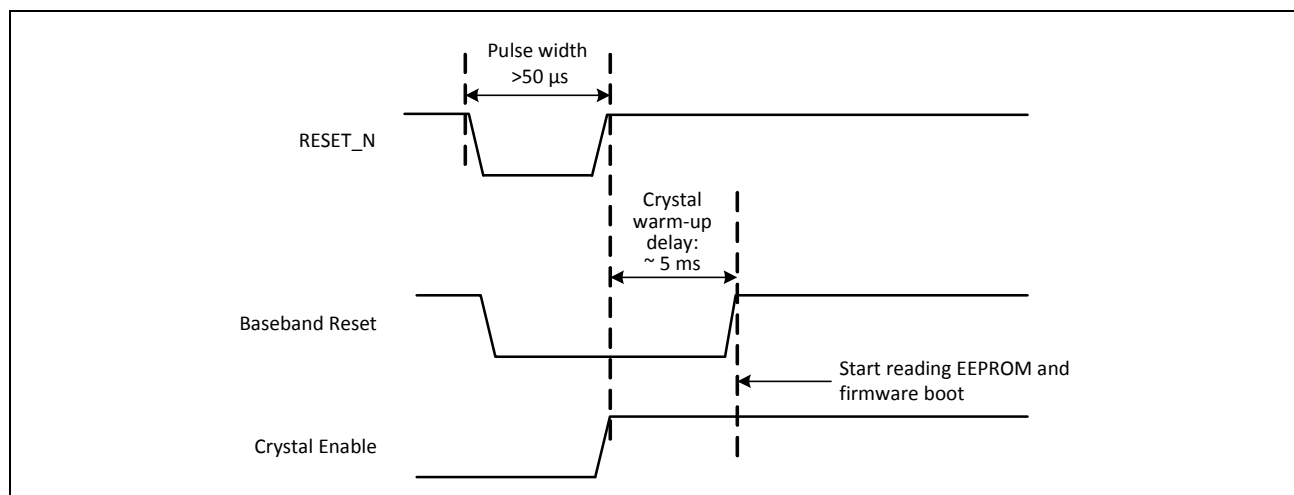 Pulse width
>50 µs
RESET_N
Crystal
warm-up
delay:
~ 5 ms
Baseband Reset
Start reading EEPROM and
firmware boot
Crystal Enable